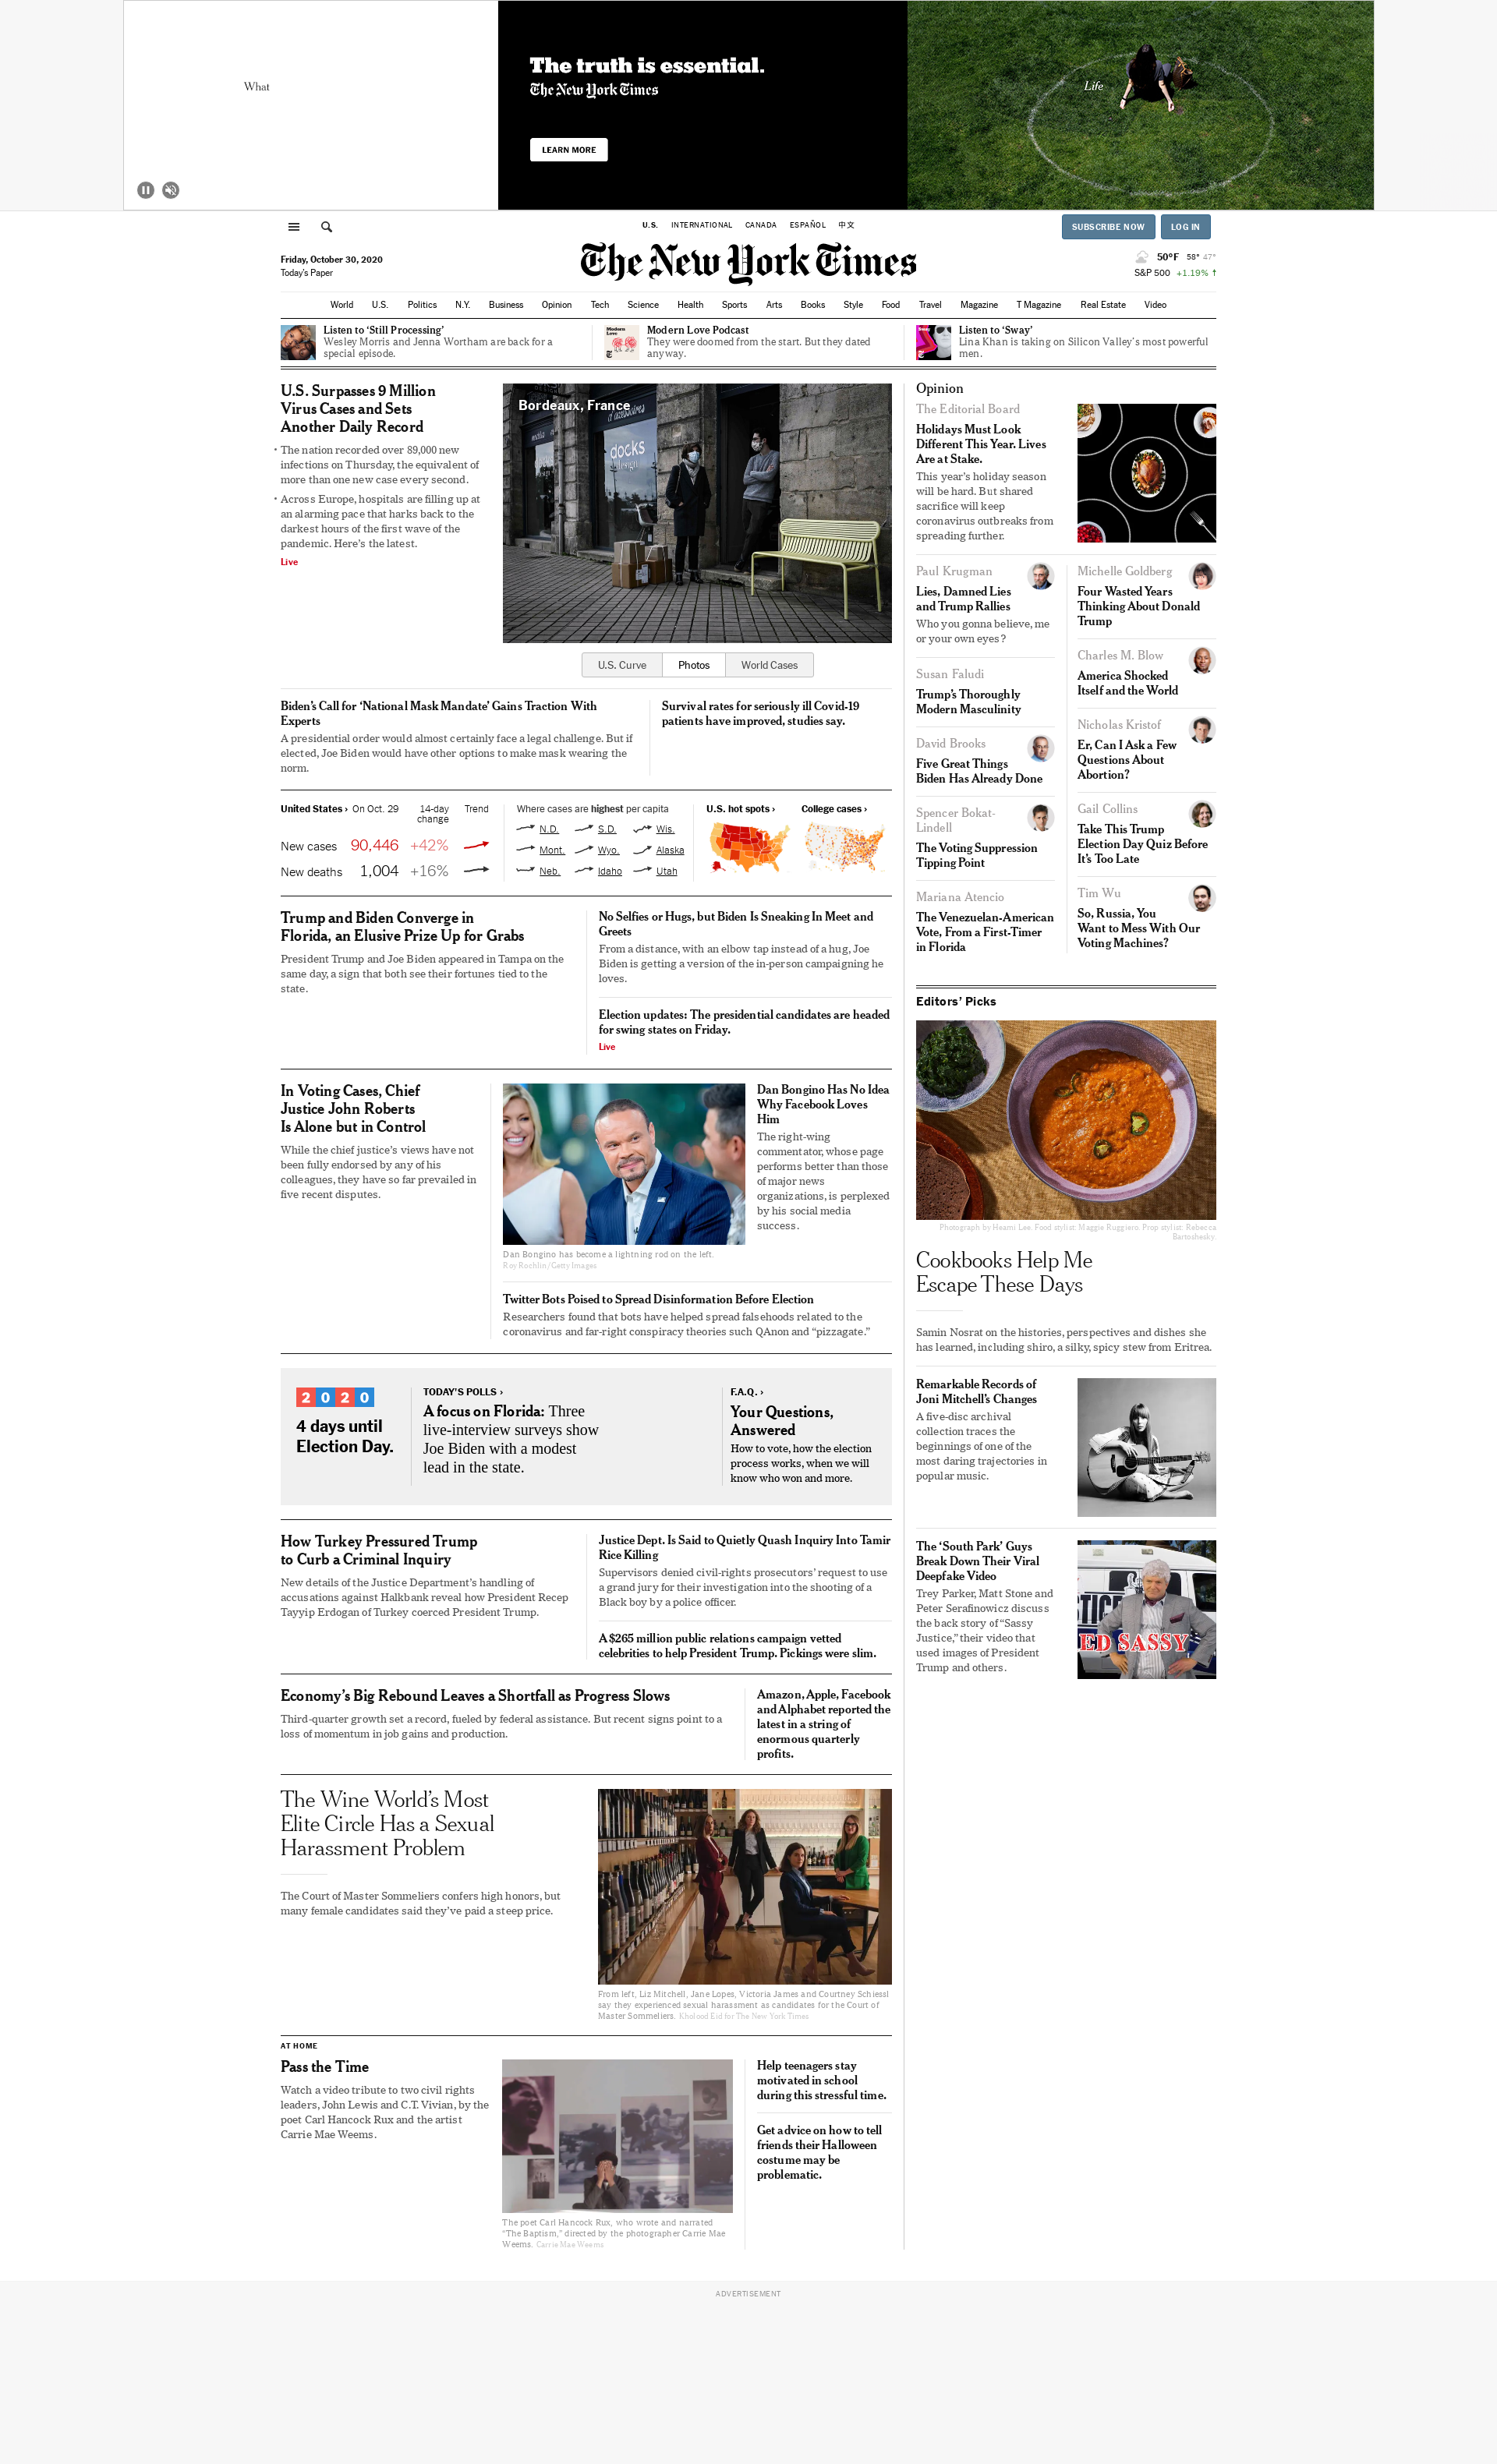 What
The truth is essential.
The New York Times
LEARN MORE
Life
U.S. INTERNATIONAL CANADA ESPAÑOL 中文
SUBSCRIBE NOW LOG IN
Friday, October 30, 2020
Today's Paper
The New York Times
50°F 58° 47°
S&P 500 +1.19% ↑
World U.S. Politics N.Y. Business Opinion Tech Science Health Sports Arts Books Style Food Travel Magazine T Magazine Real Estate Video
Listen to ‘Still Processing’
Wesley Morris and Jenna Wortham are back for a
special episode.
Modern Love
Modern Love Podcast
They were doomed from the start. But they dated
anyway.
Listen to ‘Sway’
Lina Khan is taking on Silicon Valley’s most powerful
men.
U.S. Surpasses 9 Million
Virus Cases and Sets
Another Daily Record
• The nation recorded over 89,000 new
infections on Thursday, the equivalent of
more than one new case every second.
• Across Europe, hospitals are filling up at
an alarming pace that harks back to the
darkest hours of the first wave of the
pandemic. Here’s the latest.
Live
Bordeaux, France
docks
design
U.S. Curve Photos World Cases
Biden’s Call for ‘National Mask Mandate’ Gains Traction With
Experts
A presidential order would almost certainly face a legal challenge. But if
elected, Joe Biden would have other options to make mask wearing the
norm.
Survival rates for seriously ill Covid-19
patients have improved, studies say.
United States › On Oct. 29 14-day
change Trend
New cases 90,446 +42%
New deaths 1,004 +16%
Where cases are highest per capita
N.D. S.D. Wis.
Mont. Wyo. Alaska
Neb. Idaho Utah
U.S. hot spots › College cases ›
Trump and Biden Converge in
Florida, an Elusive Prize Up for Grabs
President Trump and Joe Biden appeared in Tampa on the
same day, a sign that both see their fortunes tied to the
state.
No Selfies or Hugs, but Biden Is Sneaking In Meet and
Greets
From a distance, with an elbow tap instead of a hug, Joe
Biden is getting a version of the in-person campaigning he
loves.
Election updates: The presidential candidates are headed
for swing states on Friday.
Live
In Voting Cases, Chief
Justice John Roberts
Is Alone but in Control
While the chief justice’s views have not
been fully endorsed by any of his
colleagues, they have so far prevailed in
five recent disputes.
Dan Bongino has become a lightning rod on the left.
Roy Rochlin/Getty Images
Dan Bongino Has No Idea
Why Facebook Loves
Him
The right-wing
commentator, whose page
performs better than those
of major news
organizations, is perplexed
by his social media
success.
Twitter Bots Poised to Spread Disinformation Before Election
Researchers found that bots have helped spread falsehoods related to the
coronavirus and far-right conspiracy theories such QAnon and “pizzagate.”
2020
4 days until
Election Day.
TODAY’S POLLS ›
A focus on Florida: Three
live-interview surveys show
Joe Biden with a modest
lead in the state.
F.A.Q. ›
Your Questions,
Answered
How to vote, how the election
process works, when we will
know who won and more.
How Turkey Pressured Trump
to Curb a Criminal Inquiry
New details of the Justice Department’s handling of
accusations against Halkbank reveal how President Recep
Tayyip Erdogan of Turkey coerced President Trump.
Justice Dept. Is Said to Quietly Quash Inquiry Into Tamir
Rice Killing
Supervisors denied civil-rights prosecutors’ request to use
a grand jury for their investigation into the shooting of a
Black boy by a police officer.
A $265 million public relations campaign vetted
celebrities to help President Trump. Pickings were slim.
Economy’s Big Rebound Leaves a Shortfall as Progress Slows
Third-quarter growth set a record, fueled by federal assistance. But recent signs point to a
loss of momentum in job gains and production.
Amazon, Apple, Facebook
and Alphabet reported the
latest in a string of
enormous quarterly
profits.
The Wine World’s Most
Elite Circle Has a Sexual
Harassment Problem
The Court of Master Sommeliers confers high honors, but
many female candidates said they’ve paid a steep price.
From left, Liz Mitchell, Jane Lopes, Victoria James and Courtney Schiessl
say they experienced sexual harassment as candidates for the Court of
Master Sommeliers. Kholood Eid for The New York Times
AT HOME
Pass the Time
Watch a video tribute to two civil rights
leaders, John Lewis and C.T. Vivian, by the
poet Carl Hancock Rux and the artist
Carrie Mae Weems.
The poet Carl Hancock Rux, who wrote and narrated
“The Baptism,” directed by the photographer Carrie Mae
Weems. Carrie Mae Weems
Help teenagers stay
motivated in school
during this stressful time.
Get advice on how to tell
friends their Halloween
costume may be
problematic.
Opinion
The Editorial Board
Holidays Must Look
Different This Year. Lives
Are at Stake.
This year’s holiday season
will be hard. But shared
sacrifice will keep
coronavirus outbreaks from
spreading further.
Paul Krugman
Lies, Damned Lies
and Trump Rallies
Who you gonna believe, me
or your own eyes?
Susan Faludi
Trump’s Thoroughly
Modern Masculinity
David Brooks
Five Great Things
Biden Has Already Done
Spencer Bokat-
Lindell
The Voting Suppression
Tipping Point
Mariana Atencio
The Venezuelan-American
Vote, From a First-Timer
in Florida
Michelle Goldberg
Four Wasted Years
Thinking About Donald
Trump
Charles M. Blow
America Shocked
Itself and the World
Nicholas Kristof
Er, Can I Ask a Few
Questions About
Abortion?
Gail Collins
Take This Trump
Election Day Quiz Before
It’s Too Late
Tim Wu
So, Russia, You
Want to Mess With Our
Voting Machines?
Editors’ Picks
Photograph by Heami Lee. Food stylist: Maggie Ruggiero. Prop stylist: Rebecca
Bartoshesky.
Cookbooks Help Me
Escape These Days
Samin Nosrat on the histories, perspectives and dishes she
has learned, including shiro, a silky, spicy stew from Eritrea.
Remarkable Records of
Joni Mitchell’s Changes
A five-disc archival
collection traces the
beginnings of one of the
most daring trajectories in
popular music.
The ‘South Park’ Guys
Break Down Their Viral
Deepfake Video
Trey Parker, Matt Stone and
Peter Serafinowicz discuss
the back story of “Sassy
Justice,” their video that
used images of President
Trump and others.
TICE
ED SASSY
ADVERTISEMENT